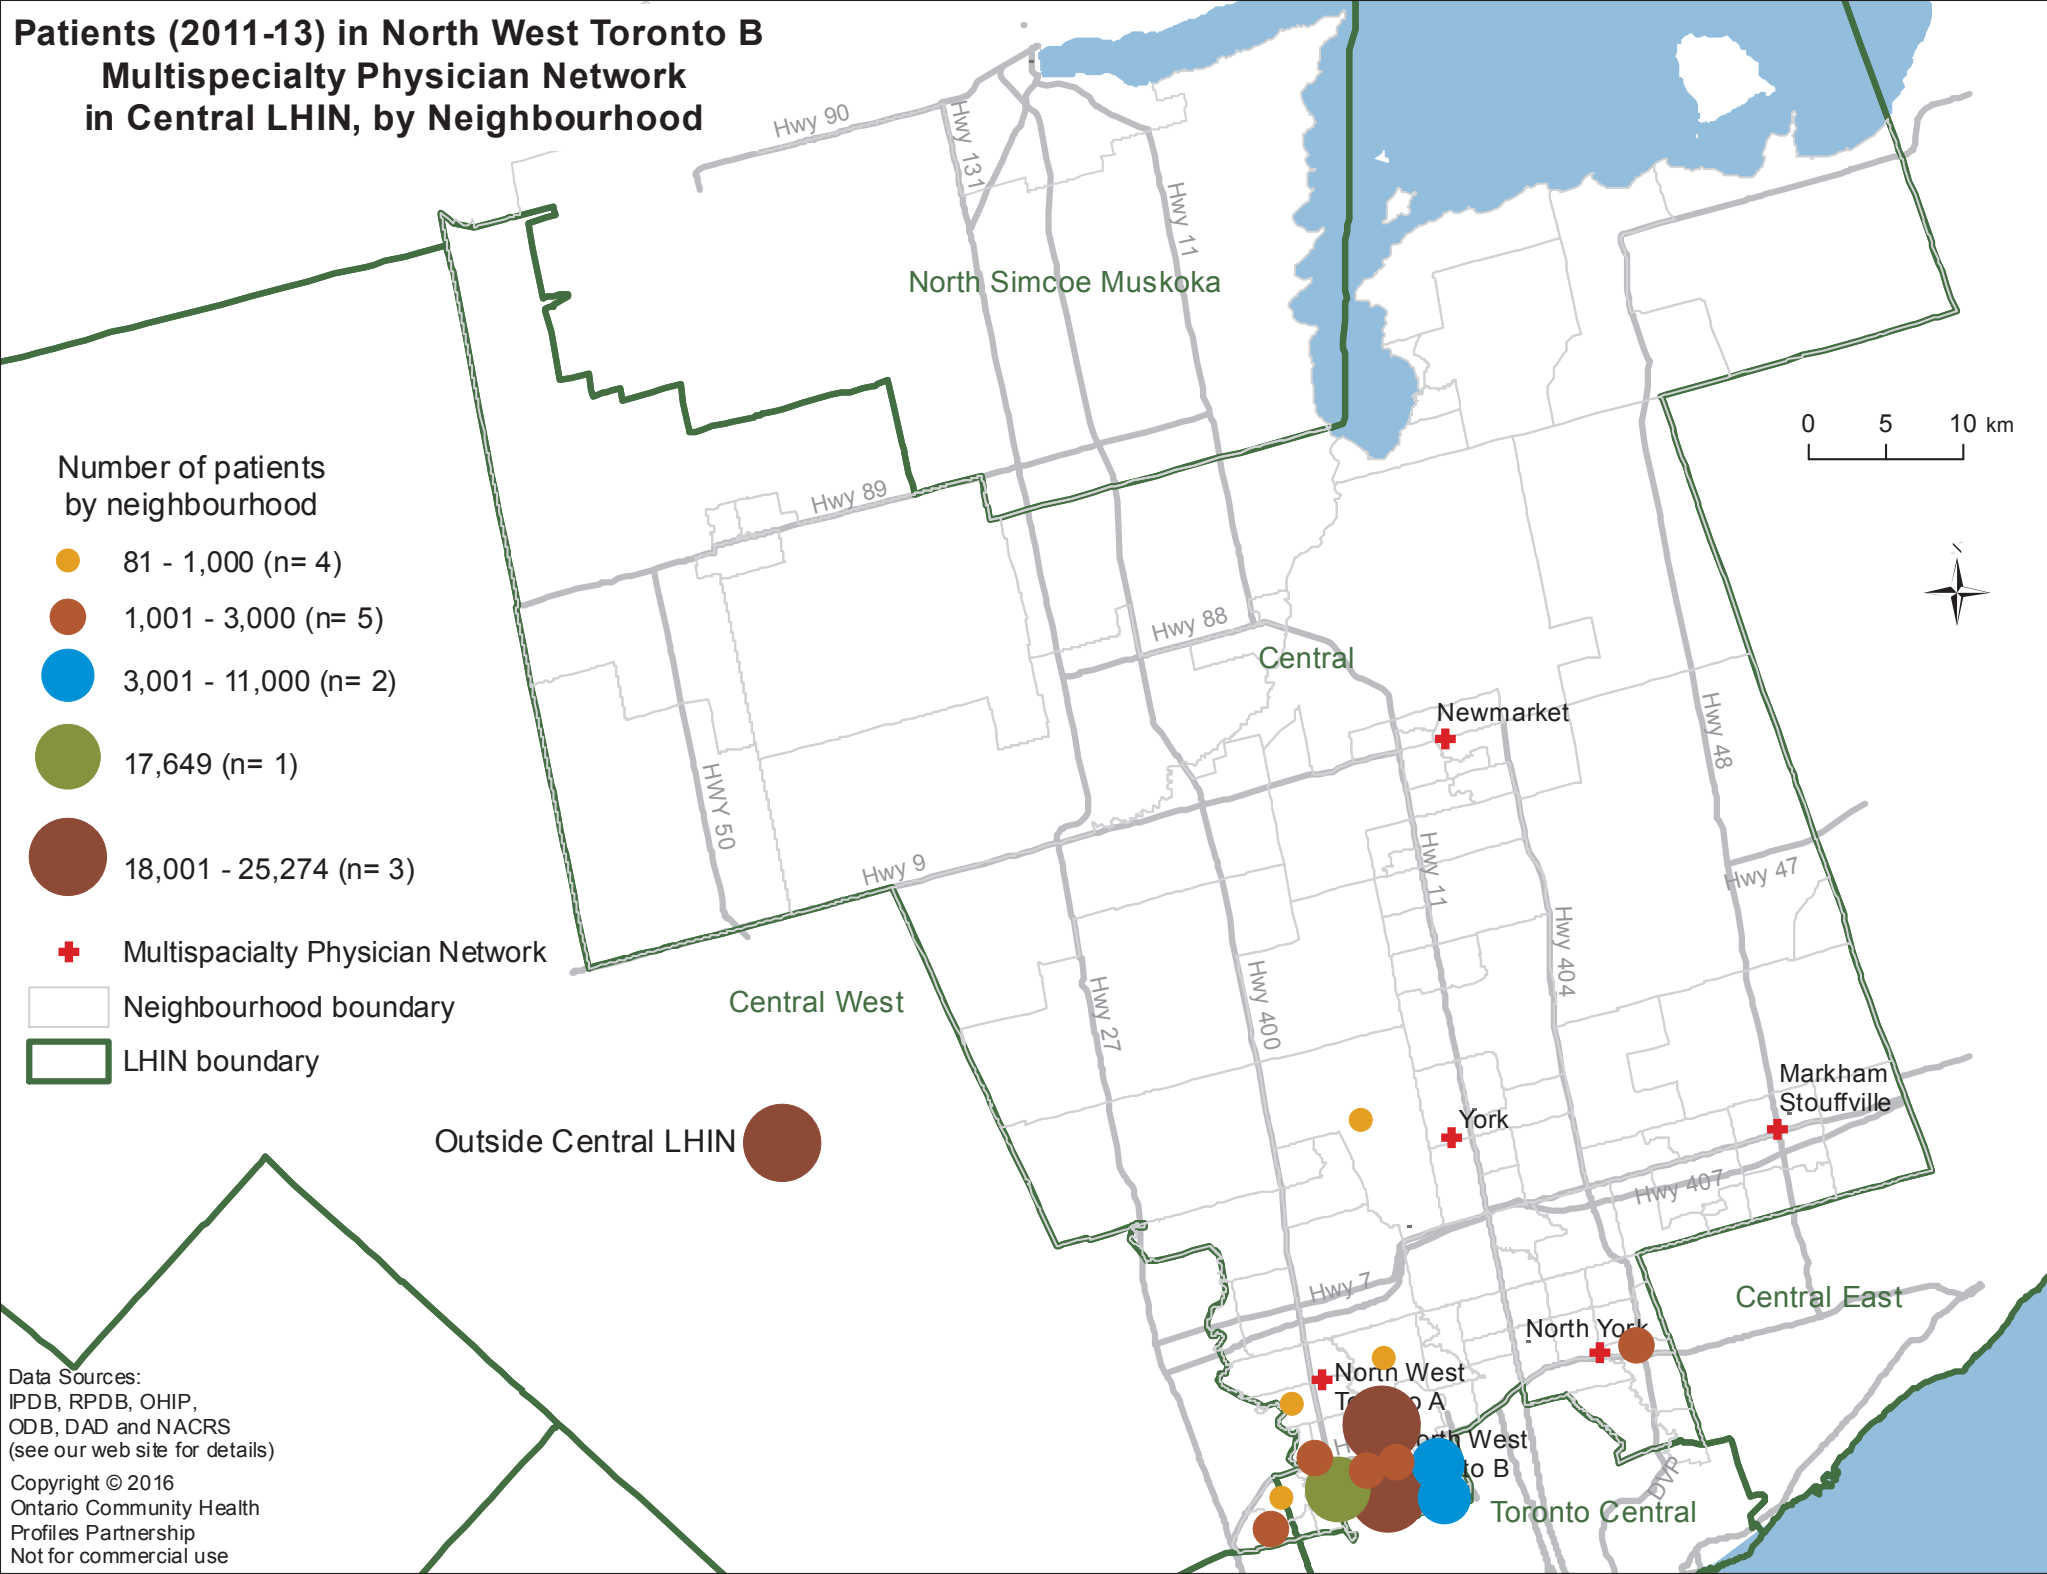 Patients (2011-13) in North West Toronto B
Multispecialty Physician Network
in Central LHIN, by Neighbourhood
Hwy 90
Hwy 131
Hwy 11
North Simcoe Muskoka
0 5 10 km
Number of patients
by neighbourhood
81 - 1,000 (n= 4)
1,001 - 3,000 (n= 5)
3,001 - 11,000 (n= 2)
17,649 (n= 1)
18,001 - 25,274 (n= 3)
Multispacialty Physician Network
Neighbourhood boundary
LHIN boundary
Hwy 89
N
Hwy 88
Central
Newmarket
Hwy 48
HWY 50
Hwy 9
Hwy 11
Hwy 47
Hwy 404
Hwy 400
Hwy 27
Central West
Markham
Stouffville
York
Outside Central LHIN
Hwy 407
Hwy 7
Central East
North York
North West
To o A
orth West
to B
H
DVP
Toronto Central
Data Sources:
IPDB, RPDB, OHIP,
ODB, DAD and NACRS
(see our web site for details)
Copyright © 2016
Ontario Community Health
Profiles Partnership
Not for commercial use